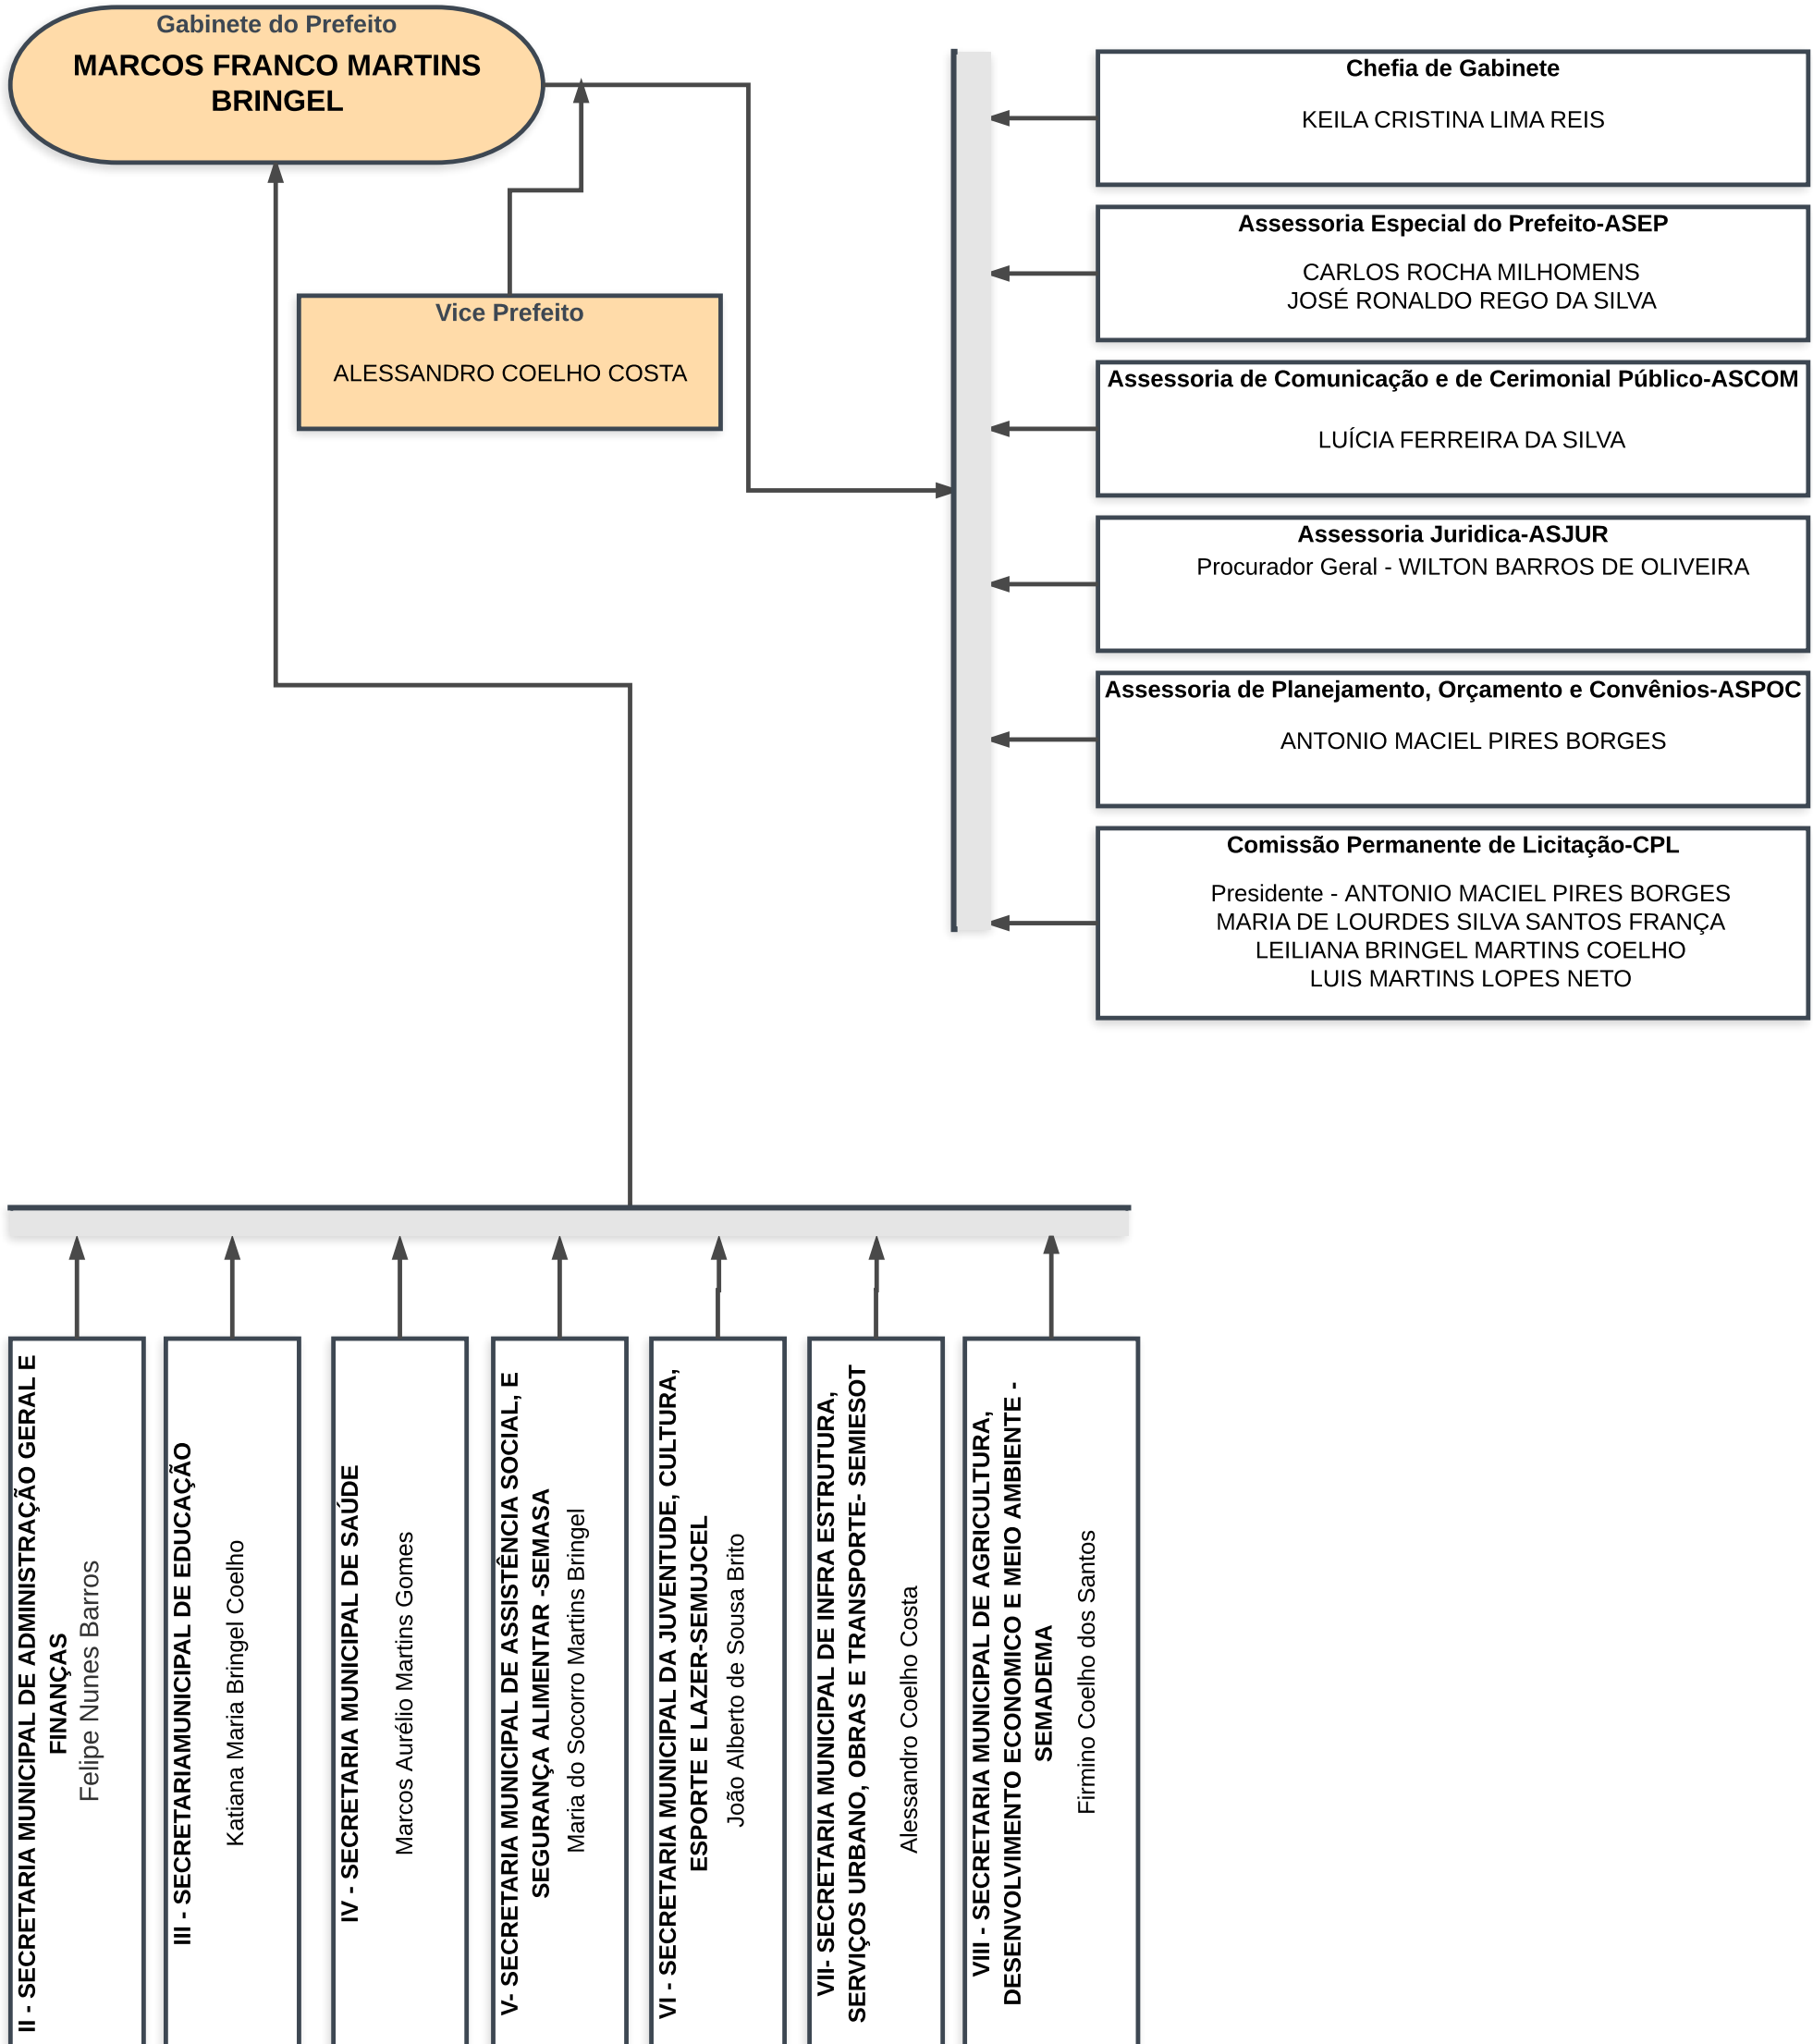 Gabinete do Prefeito
MARCOS FRANCO MARTINS
BRINGEL
Vice Prefeito
ALESSANDRO COELHO COSTA
Chefia de Gabinete
KEILA CRISTINA LIMA REIS
Assessoria Especial do Prefeito-ASEP
CARLOS ROCHA MILHOMENS
JOSÉ RONALDO REGO DA SILVA
Assessoria de Comunicação e de Cerimonial Público-ASCOM
LUÍCIA FERREIRA DA SILVA
Assessoria Juridica-ASJUR
Procurador Geral - WILTON BARROS DE OLIVEIRA
Assessoria de Planejamento, Orçamento e Convênios-ASPOC
ANTONIO MACIEL PIRES BORGES
Comissão Permanente de Licitação-CPL
Presidente - ANTONIO MACIEL PIRES BORGES
MARIA DE LOURDES SILVA SANTOS FRANÇA
LEILIANA BRINGEL MARTINS COELHO
LUIS MARTINS LOPES NETO
II - SECRETARIA MUNICIPAL DE ADMINISTRAÇÃO GERAL E
FINANÇAS
Felipe Nunes Barros
III - SECRETARIAMUNICIPAL DE EDUCAÇÃO
Katiana Maria Bringel Coelho
IV - SECRETARIA MUNICIPAL DE SAÚDE
Marcos Aurélio Martins Gomes
V- SECRETARIA MUNICIPAL DE ASSISTÊNCIA SOCIAL, E
SEGURANÇA ALIMENTAR -SEMASA
Maria do Socorro Martins Bringel
VI - SECRETARIA MUNICIPAL DA JUVENTUDE, CULTURA,
ESPORTE E LAZER-SEMUJCEL
João Alberto de Sousa Brito
VII- SECRETARIA MUNICIPAL DE INFRA ESTRUTURA,
SERVIÇOS URBANO, OBRAS E TRANSPORTE- SEMIESOT
Alessandro Coelho Costa
VIII - SECRETARIA MUNICIPAL DE AGRICULTURA,
DESENVOLVIMENTO ECONOMICO E MEIO AMBIENTE -
SEMADEMA
Firmino Coelho dos Santos